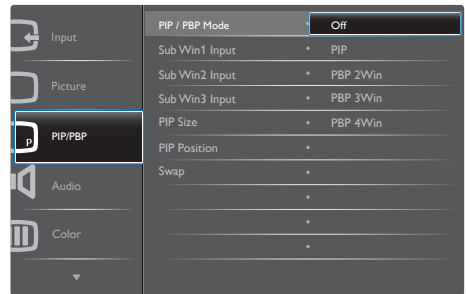 Input
Picture
P
PIP/PBP
Audio
Color
PIP / PBP Mode
Sub Win1 Input
Sub Win2 Input
Sub Win3 Input
PIP Size
PIP Position
Swap
Off
PIP
PBP 2Win
PBP 3Win
PBP 4Win